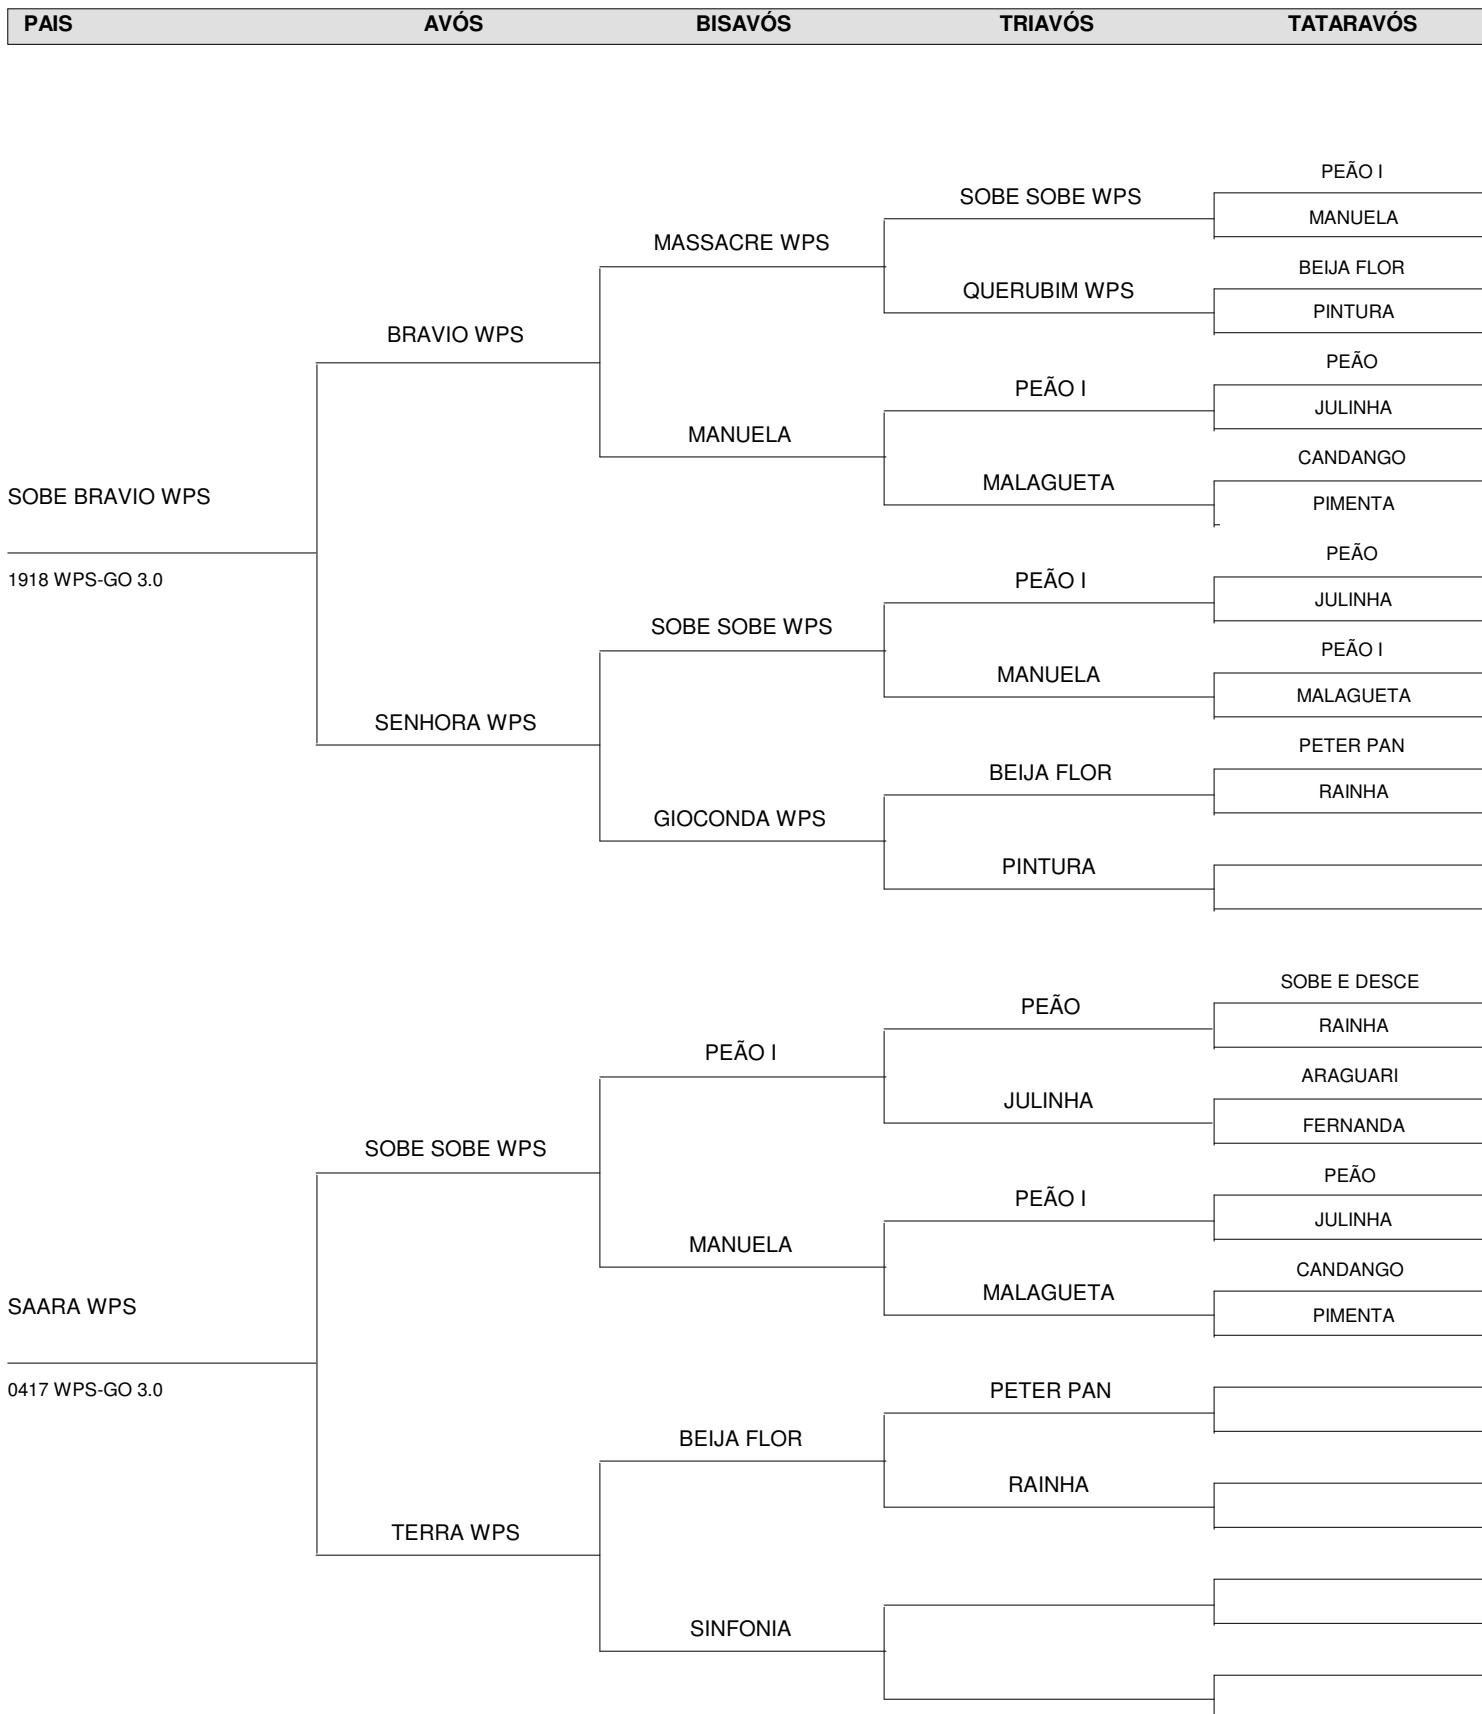 PAIS AVÓS BISAVÓS TRIAVÓS TATARAVÓS
PEÃO I
SOBE SOBE WPS
MANUELA
MASSACRE WPS
BEIJA FLOR
QUERUBIM WPS
PINTURA
BRAVIO WPS
PEÃO
PEÃO I
JULINHA
MANUELA
CANDANGO
MALAGUETA
SOBE BRAVIO WPS
PIMENTA
PEÃO
1918 WPS-GO 3.0
PEÃO I
JULINHA
SOBE SOBE WPS
PEÃO I
MANUELA
MALAGUETA
SENHORA WPS
PETER PAN
BEIJA FLOR
RAINHA
GIOCONDA WPS
PINTURA
SOBE E DESCE
PEÃO
RAINHA
PEÃO I
ARAGUARI
JULINHA
FERNANDA
SOBE SOBE WPS
PEÃO
PEÃO I
JULINHA
MANUELA
CANDANGO
MALAGUETA
SAARA WPS
PIMENTA
0417 WPS-GO 3.0
PETER PAN
BEIJA FLOR
RAINHA
TERRA WPS
SINFONIA